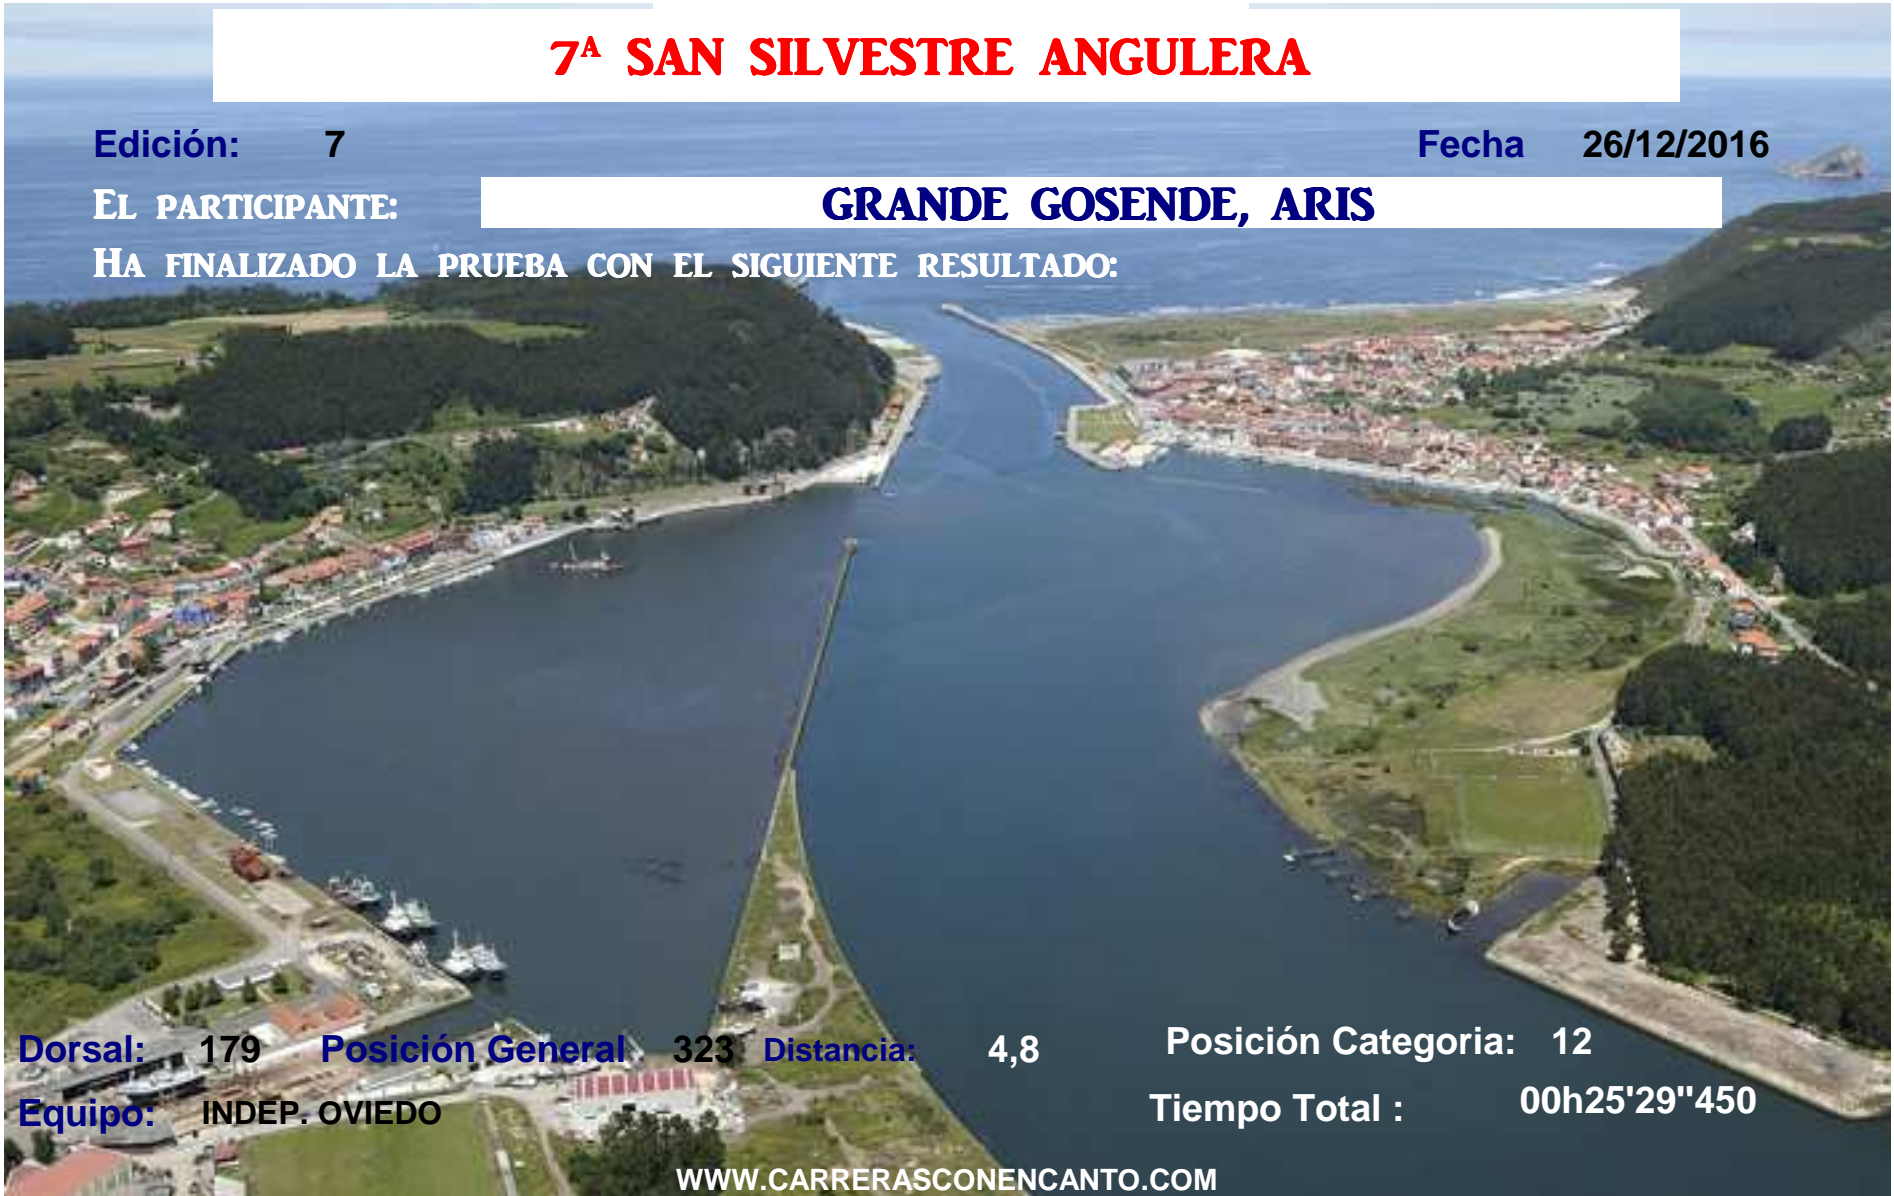 7ª SAN SILVESTRE ANGULERA
Edición: 7 Fecha 26/12/2016
EL PARTICIPANTE: GRANDE GOSENDE, ARIS
HA FINALIZADO LA PRUEBA CON EL SIGUIENTE RESULTADO:
Dorsal: 179 Posición General 323 Distancia: 4,8 Posición Categoria: 12
Equipo: INDEP. OVIEDO Tiempo Total : 00h25'29"450
WWW.CARRERASCONENCANTO.COM